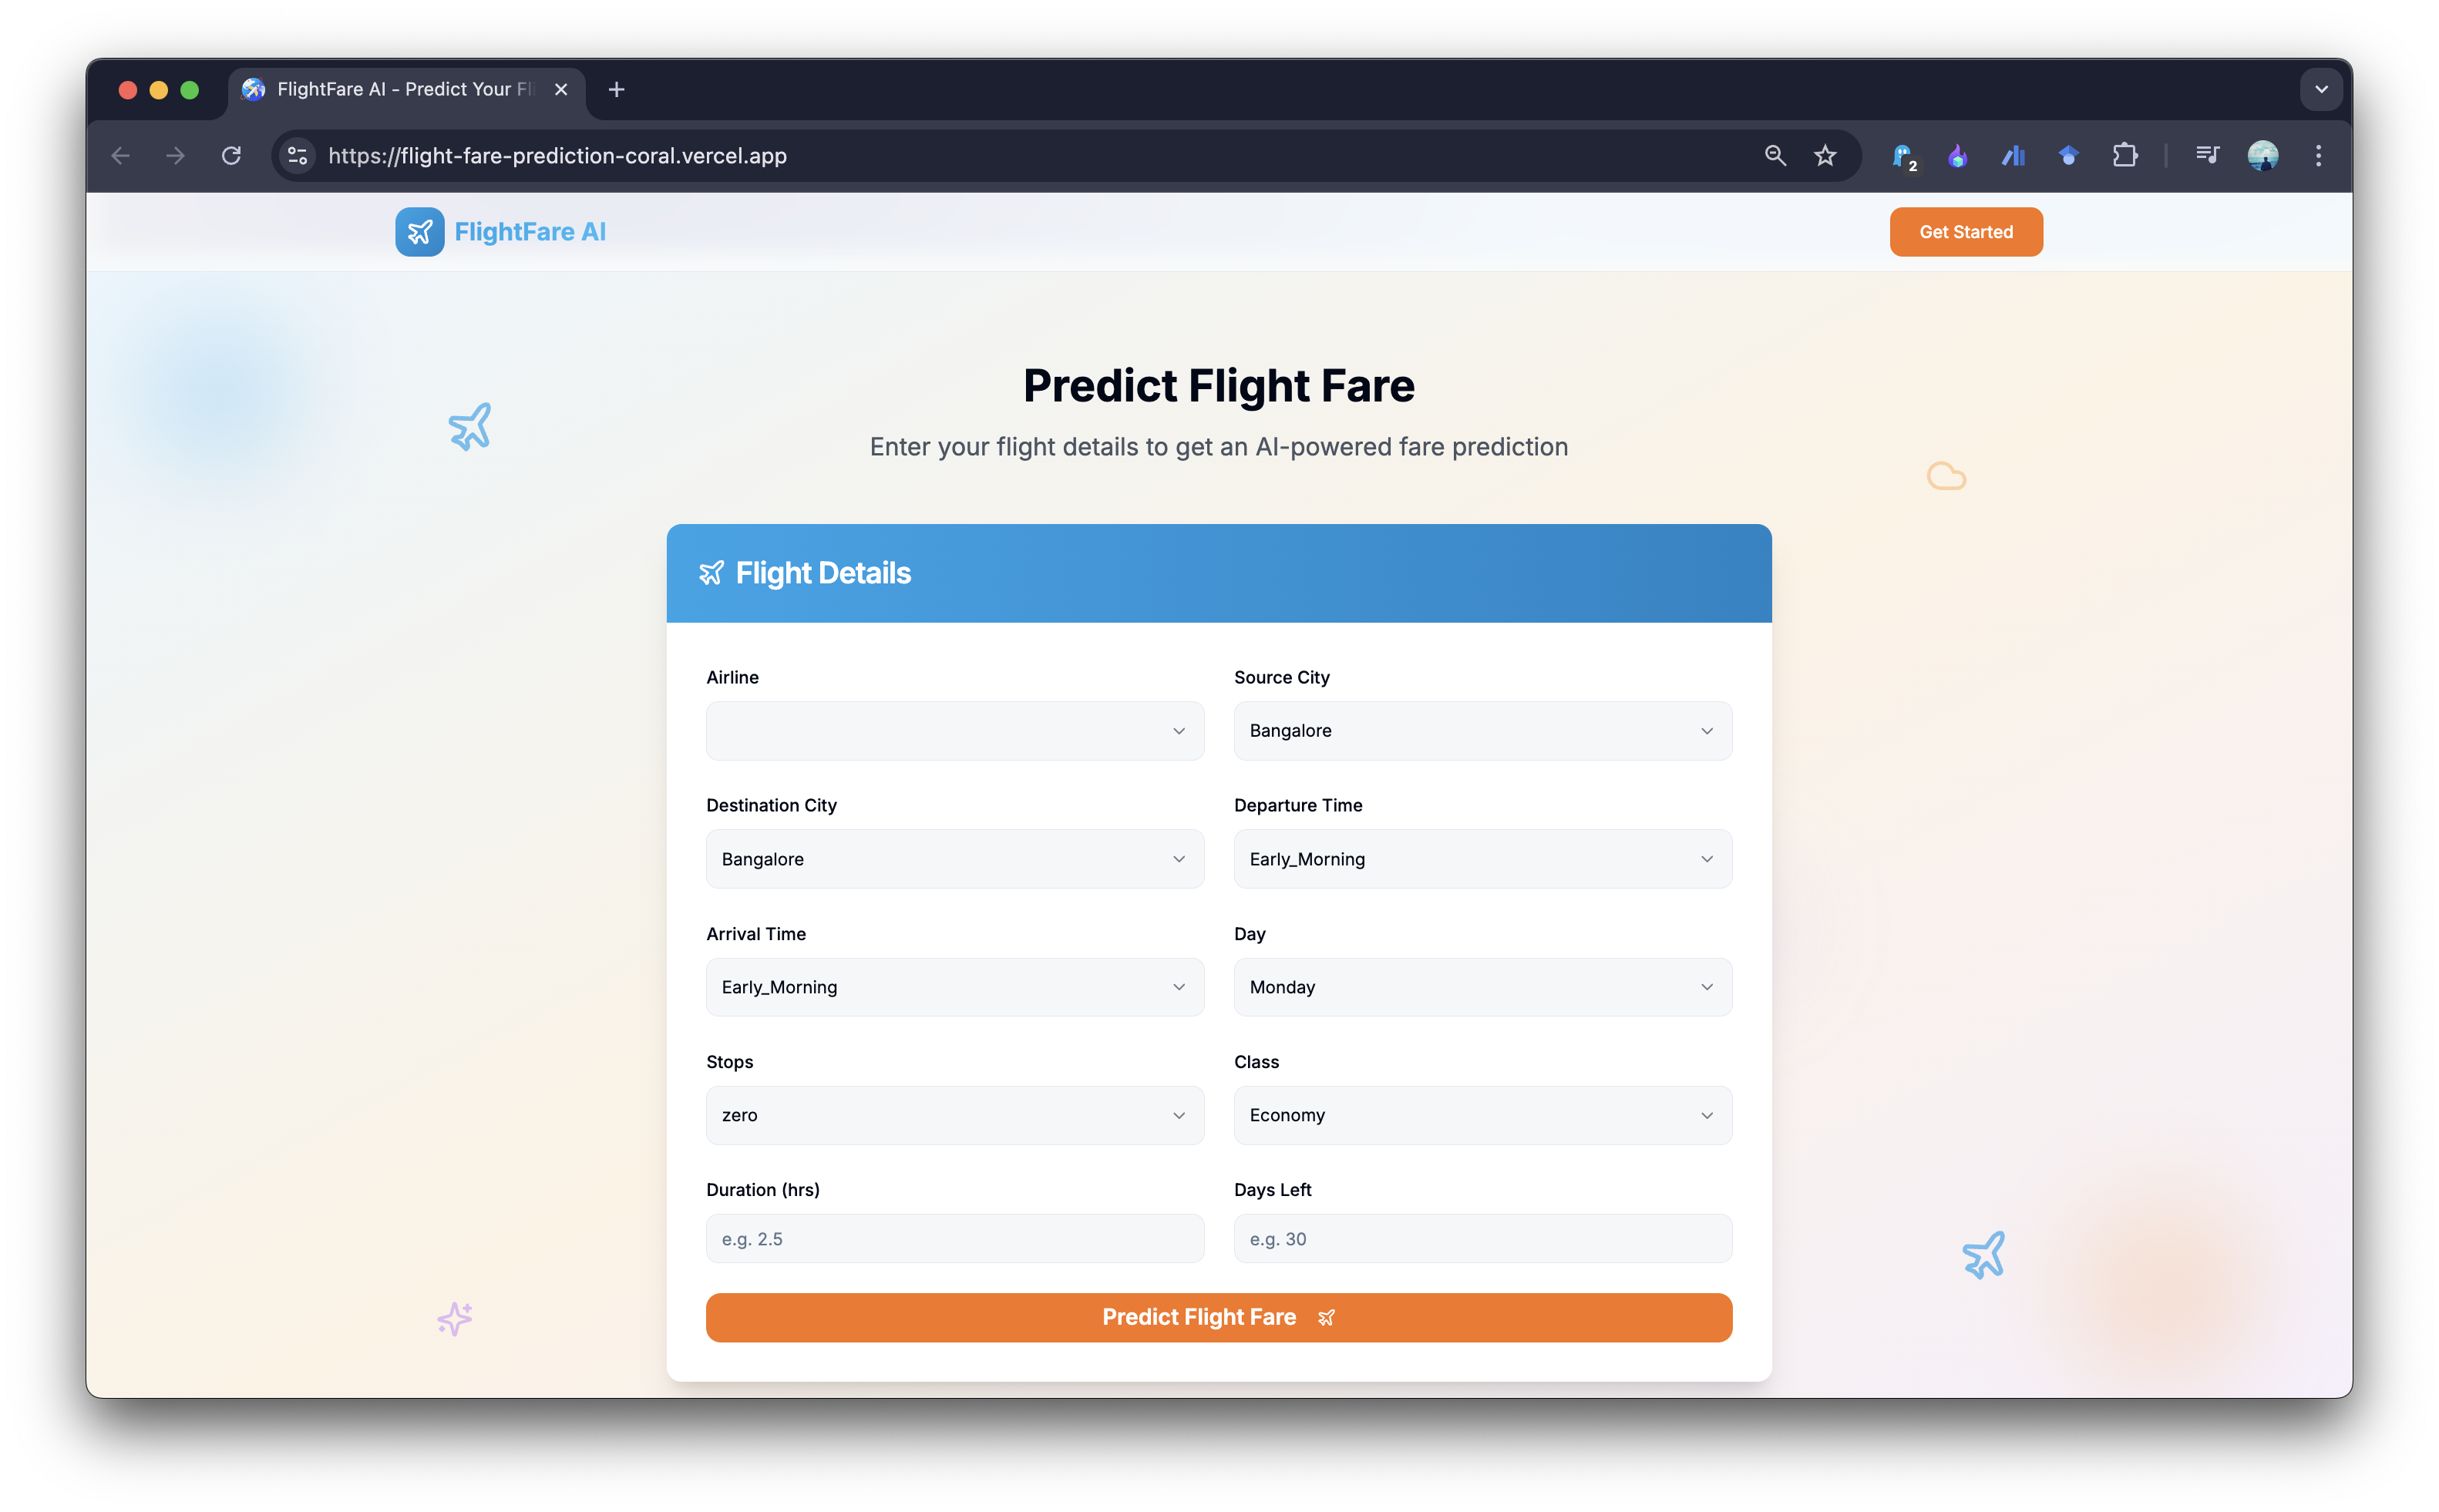 FlightFare AI - Predict Your Fli
https://flight-fare-prediction-coral.vercel.app
2
FlightFare AI
Get Started
Predict Flight Fare
Enter your flight details to get an AI-powered fare prediction
Flight Details
Airline
Source City
Bangalore
Destination City
Departure Time
Bangalore
Early_Morning
Arrival Time
Day
Early_Morning
Monday
Stops
Class
zero
Economy
Duration (hrs)
Days Left
e.g. 2.5
e.g. 30
Predict Flight Fare